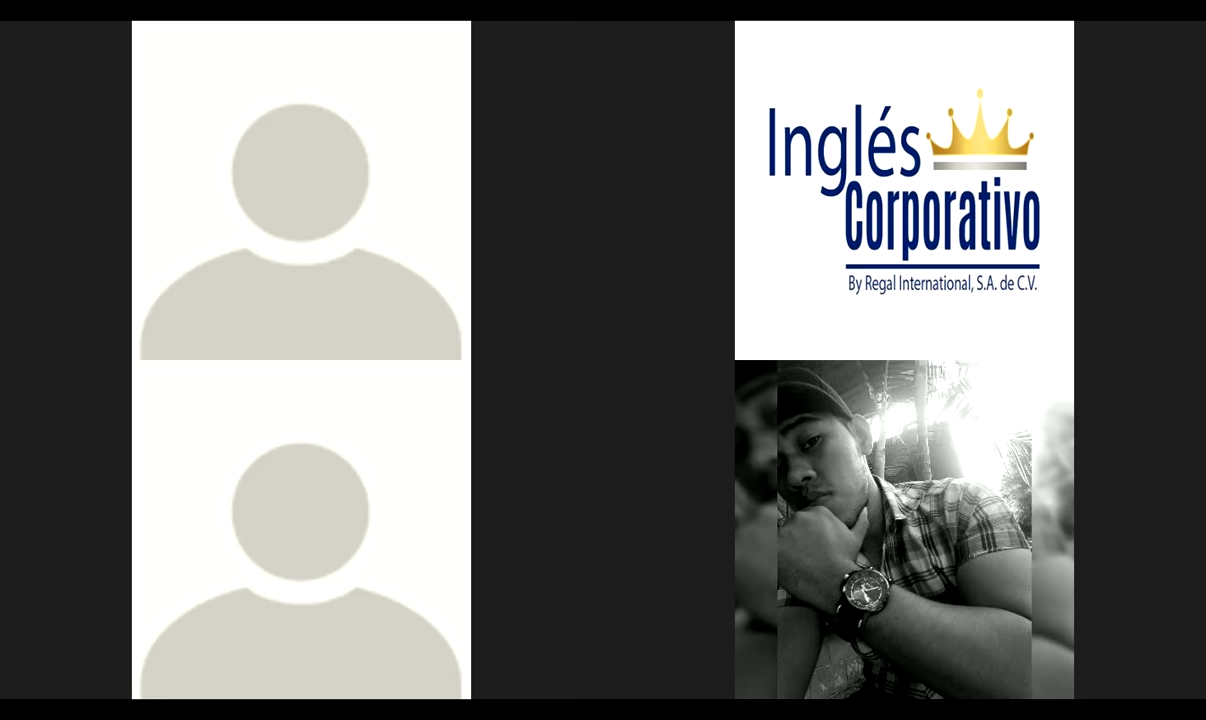 Inglés
Corporativo
By Regal International, S.A. de C.V.